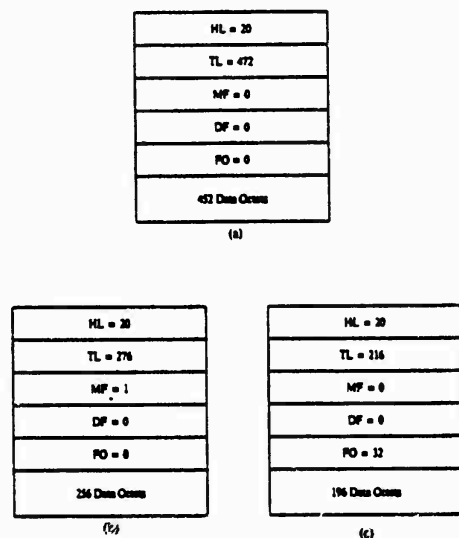 HL = 20
TL = 472
MF = 0
DF = 0
FO = 0
452 Data Octets
(a)
HL = 20
TL = 276
MF = 1
DF = 0
FO = 0
256 Data Octets
(b)
HL = 20
TL = 216
MF = 0
DF = 0
FO = 32
196 Data Octets
(c)